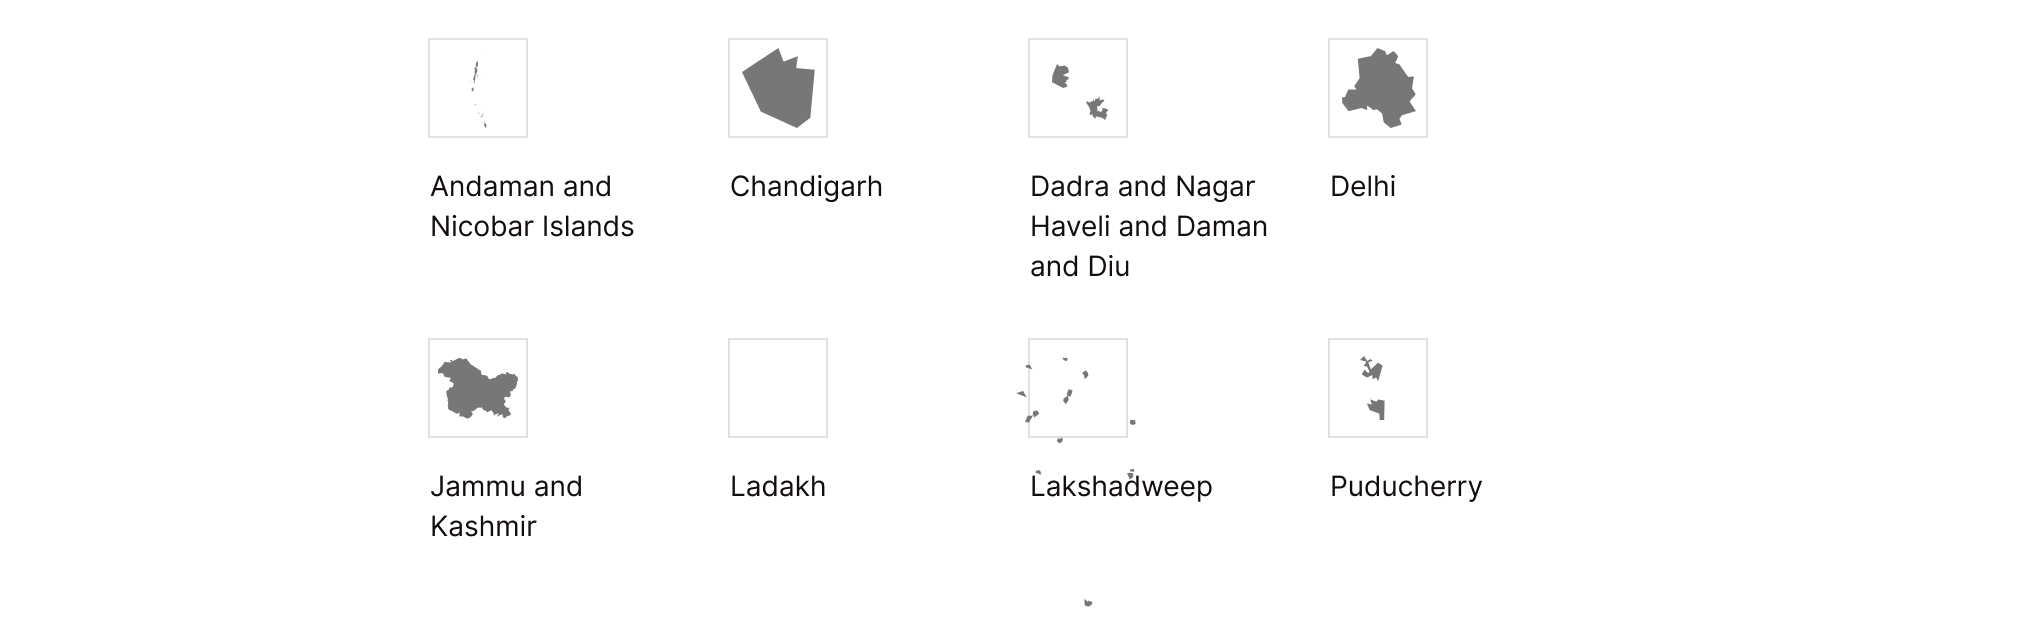 Andaman and
Nicobar Islands
Chandigarh
Dadra and Nagar
Haveli and Daman
and Diu
Delhi
Jammu and
Kashmir
Ladakh
Lakshadweep
Puducherry